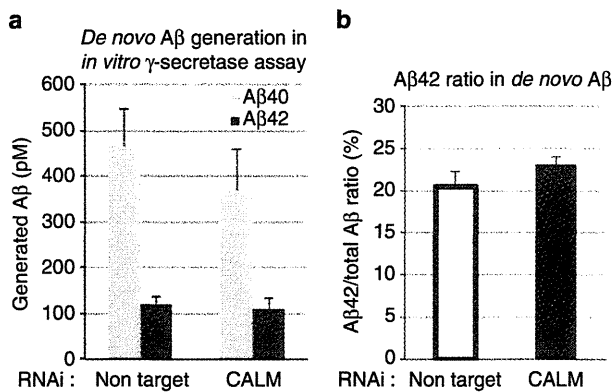 a
De novo Aβ generation in
in vitro γ-secretase assay
Aβ40
Aβ42
Generated Aβ (pM)
600
500
400
300
200
100
0
RNAi : Non target CALM
b
Aβ42 ratio in de novo Aβ
Aβ42/total Aβ ratio (%)
30
25
20
15
10
5
0
RNAi : Non target CALM